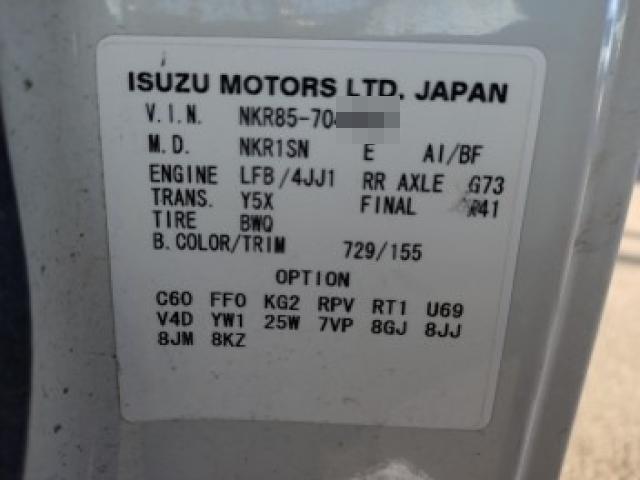 ISUZU MOTORS LTD. JAPAN
V.I.N. NKR85-70
M.D. NKR1SN E AI/BF
ENGINE LFB/4JJ1 RR AXLE G73
TRANS. Y5X FINAL R41
TIRE BWQ
B.COLOR/TRIM 729/155
OPTION
C60 FF0 KG2 RPV RT1 U69
V4D YW1 25W 7VP 8GJ 8JJ
8JM 8KZ